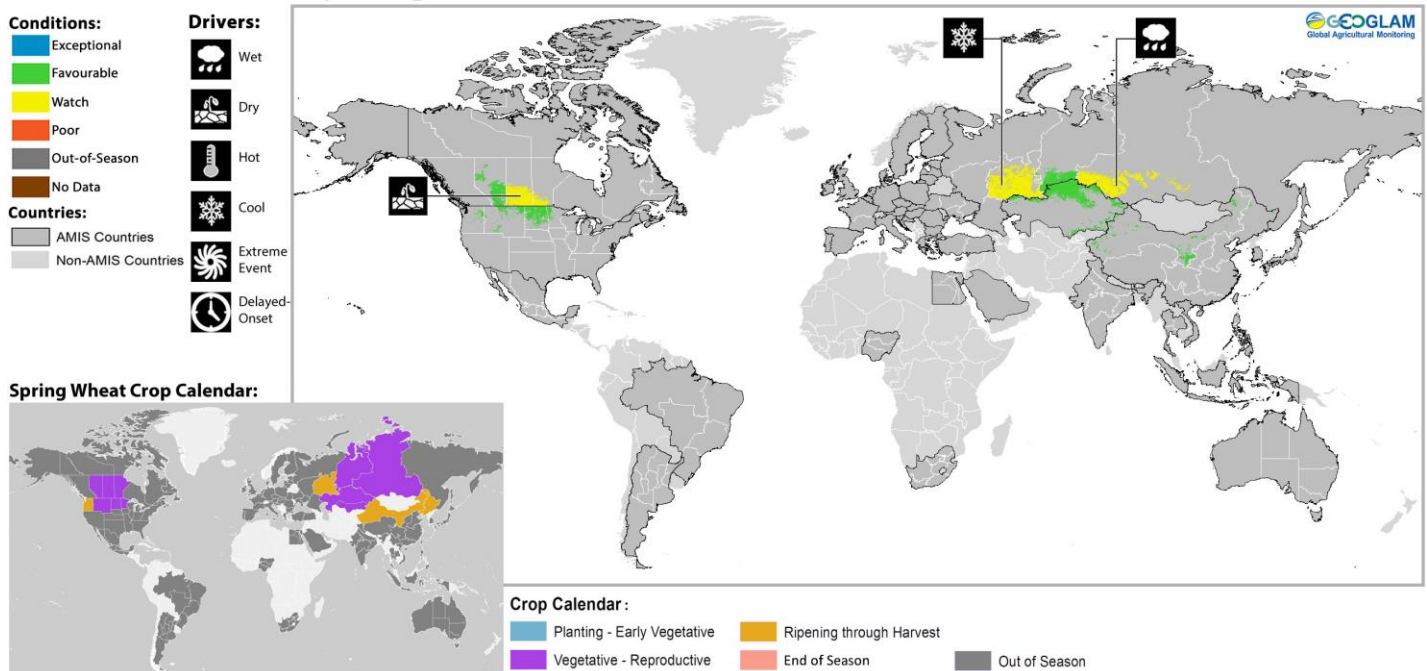 Conditions:
Exceptional
Favourable
Watch
Poor
Out-of-Season
No Data
Countries:
AMIS Countries
Non-AMIS Countries
Drivers:
Wet
Dry
Hot
Cool
Extreme
Event
Delayed-
Onset
GEOGLAM
Global Agricultural Monitoring
Spring Wheat Crop Calendar:
Crop Calendar :
Planting - Early Vegetative
Vegetative - Reproductive
Ripening through Harvest
End of Season
Out of Season